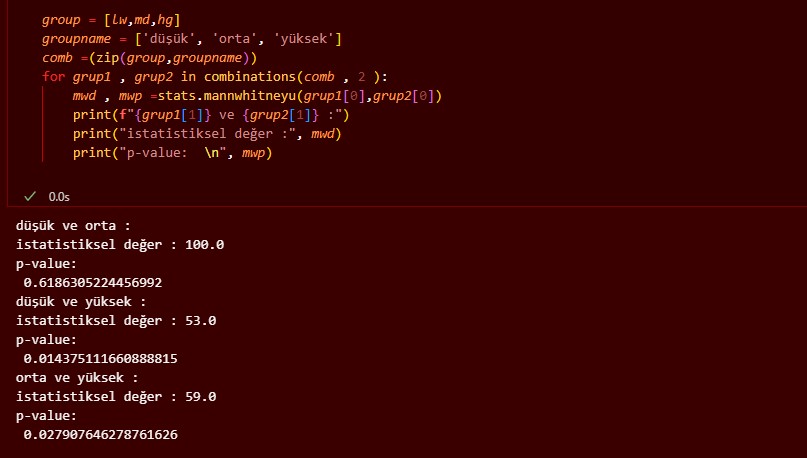 group = [lw,md,hg]
groupname = ['düşük', 'orta', 'yüksek']
comb =(zip(group,groupname))
for grup1 , grup2 in combinations(comb , 2 ):
    mwd , mwp =stats.mannwhitneyu(grup1[0],grup2[0])
    print(f"{grup1[1]} ve {grup2[1]} :")
    print("istatistiksel değer :", mwd)
    print("p-value:  \n", mwp)
0.0s
düşük ve orta :
istatistiksel değer : 100.0
p-value:
 0.6186305224456992
düşük ve yüksek :
istatistiksel değer : 53.0
p-value:
 0.014375111660888815
orta ve yüksek :
istatistiksel değer : 59.0
p-value:
 0.027907646278761626